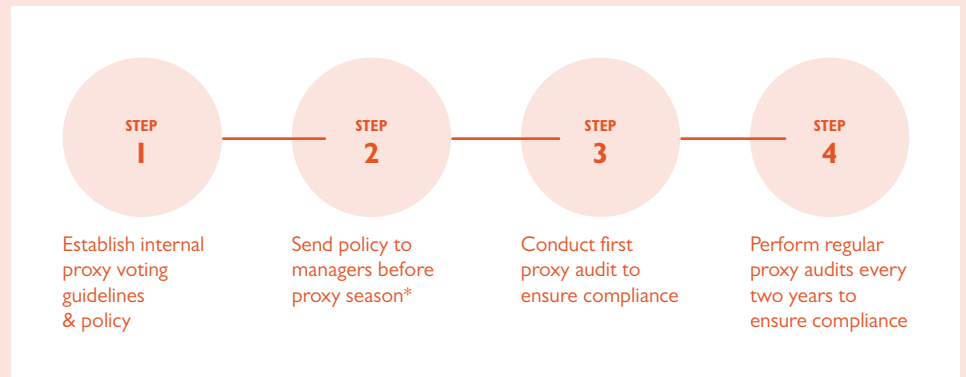 STEP
1
Establish internal
proxy voting
guidelines
& policy
STEP
2
Send policy to
managers before
proxy season*
STEP
3
Conduct first
proxy audit to
ensure compliance
STEP
4
Perform regular
proxy audits every
two years to
ensure compliance